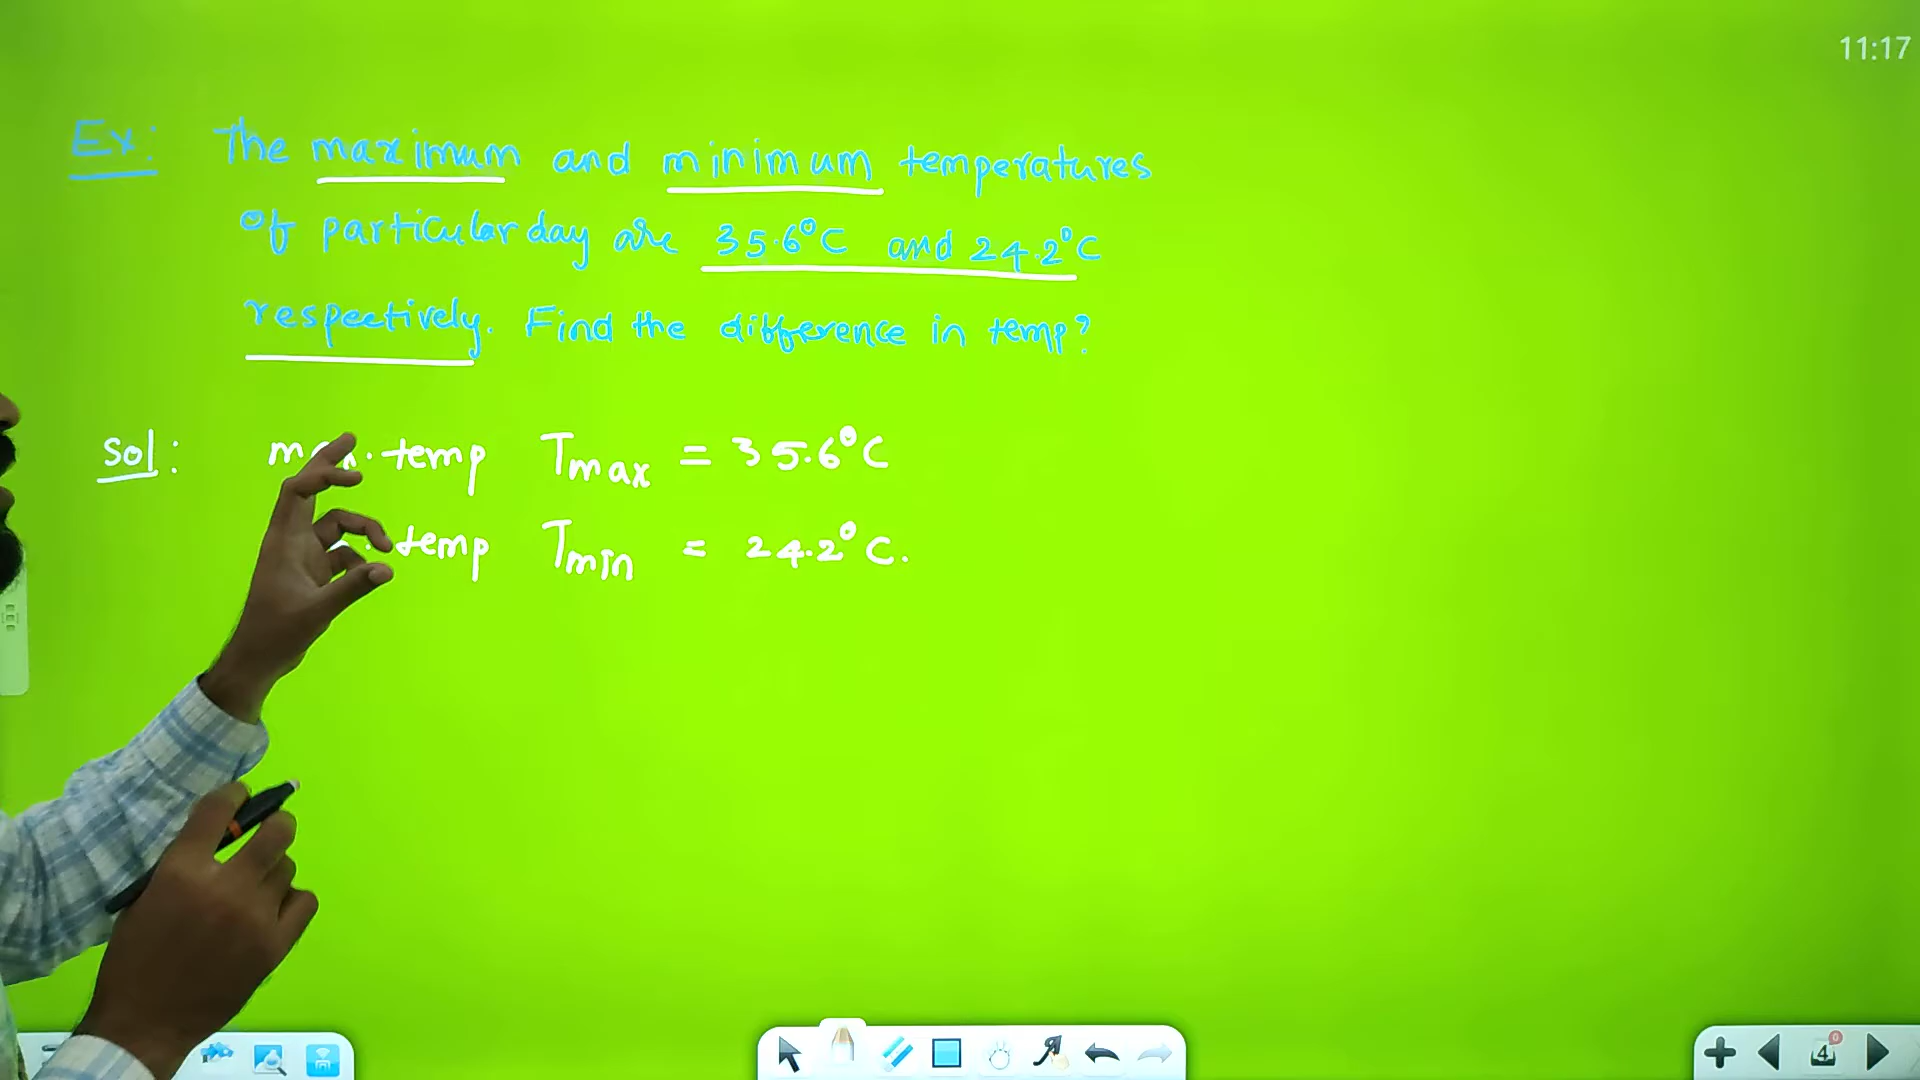 11:17
Ex: The maximum and minimum temperatures
of particular day are 35.6°C and 24.2°C
respectively. Find the difference in temp?
Sol: temp Tmax = 35.6°C
temp Tmin = 24.2°C.
4